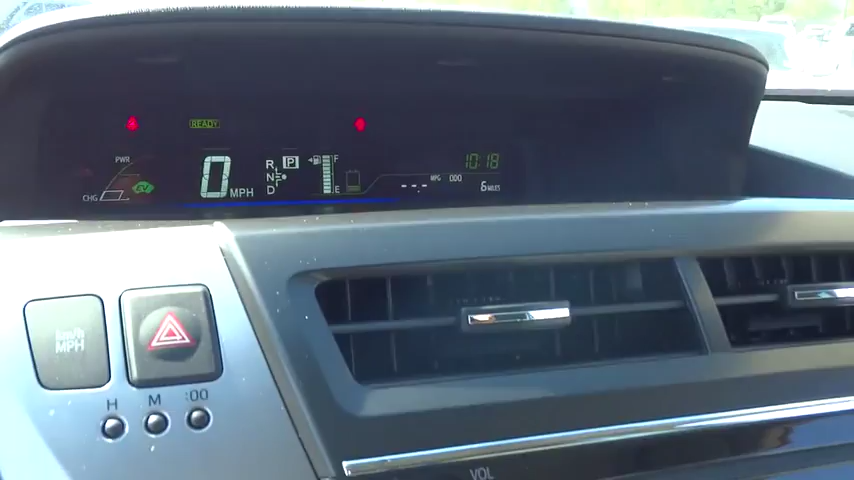 READY
PWR
CHG
EV
0 MPH
R
N
D
P
F
E
MPG
ODO
10:18
6 MILES
km/h
MPH
H M :00
VOL